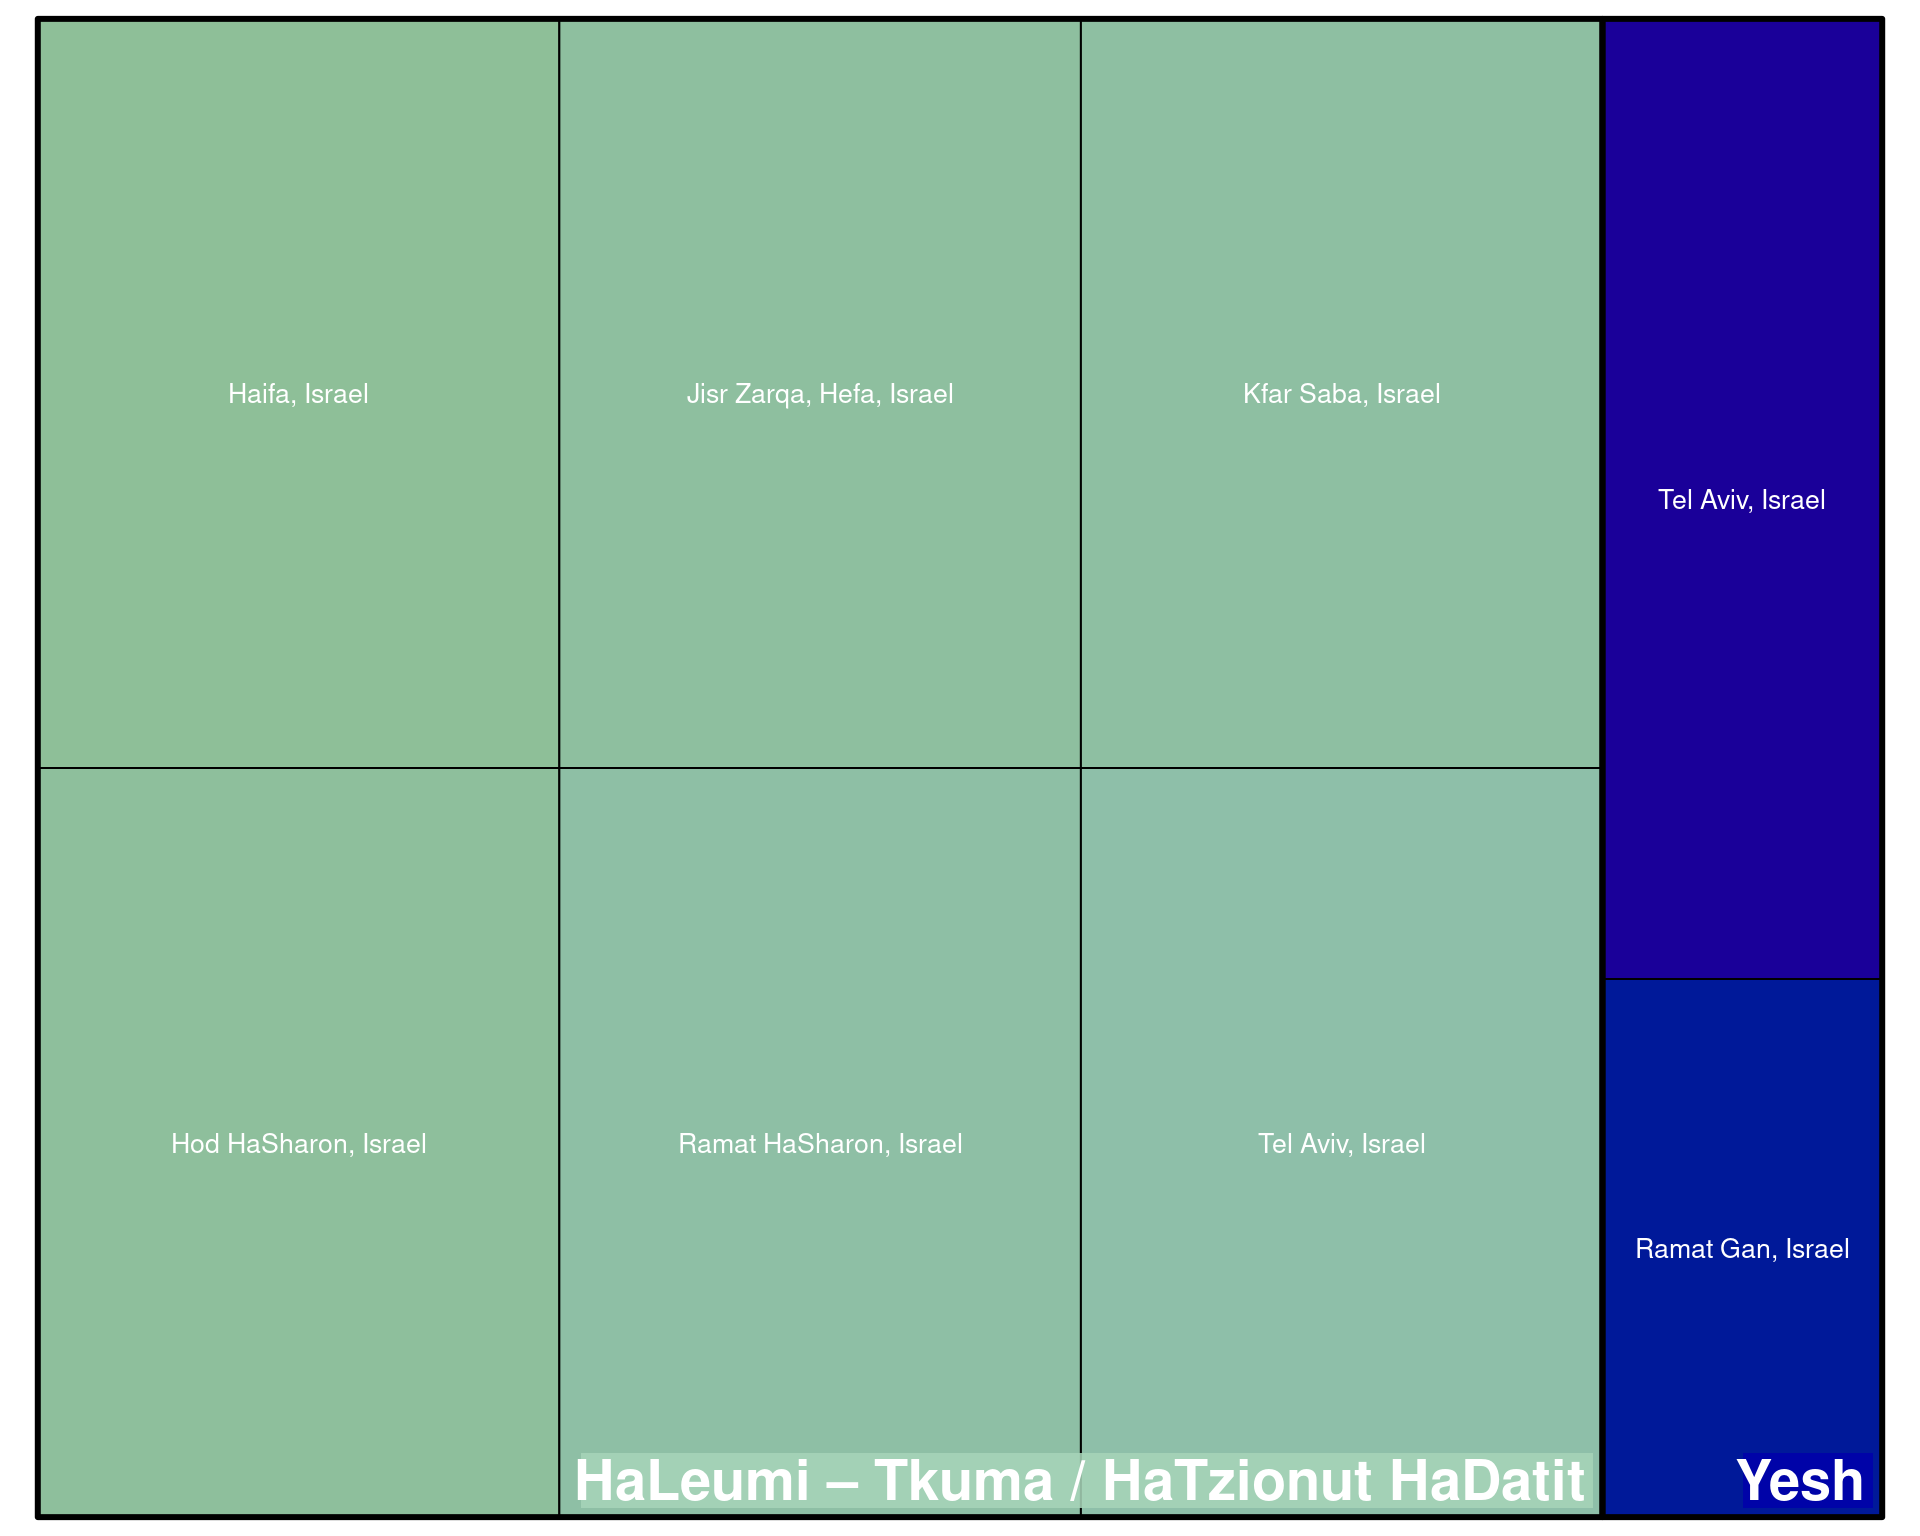 Haifa, Israel
Jisr Zarqa, Hefa, Israel
Kfar Saba, Israel
Tel Aviv, Israel
Hod HaSharon, Israel
Ramat HaSharon, Israel
Tel Aviv, Israel
Ramat Gan, Israel
HaLeumi – Tkuma / HaTzionut HaDatit
Yesh